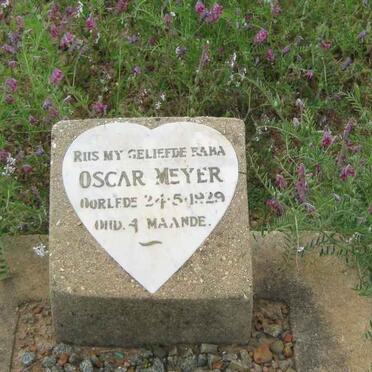 RUS MY GELIEFDE BABA
OSCAR MEYER
OORLEDE 24·5·1929
OUD. 4 MAANDE.